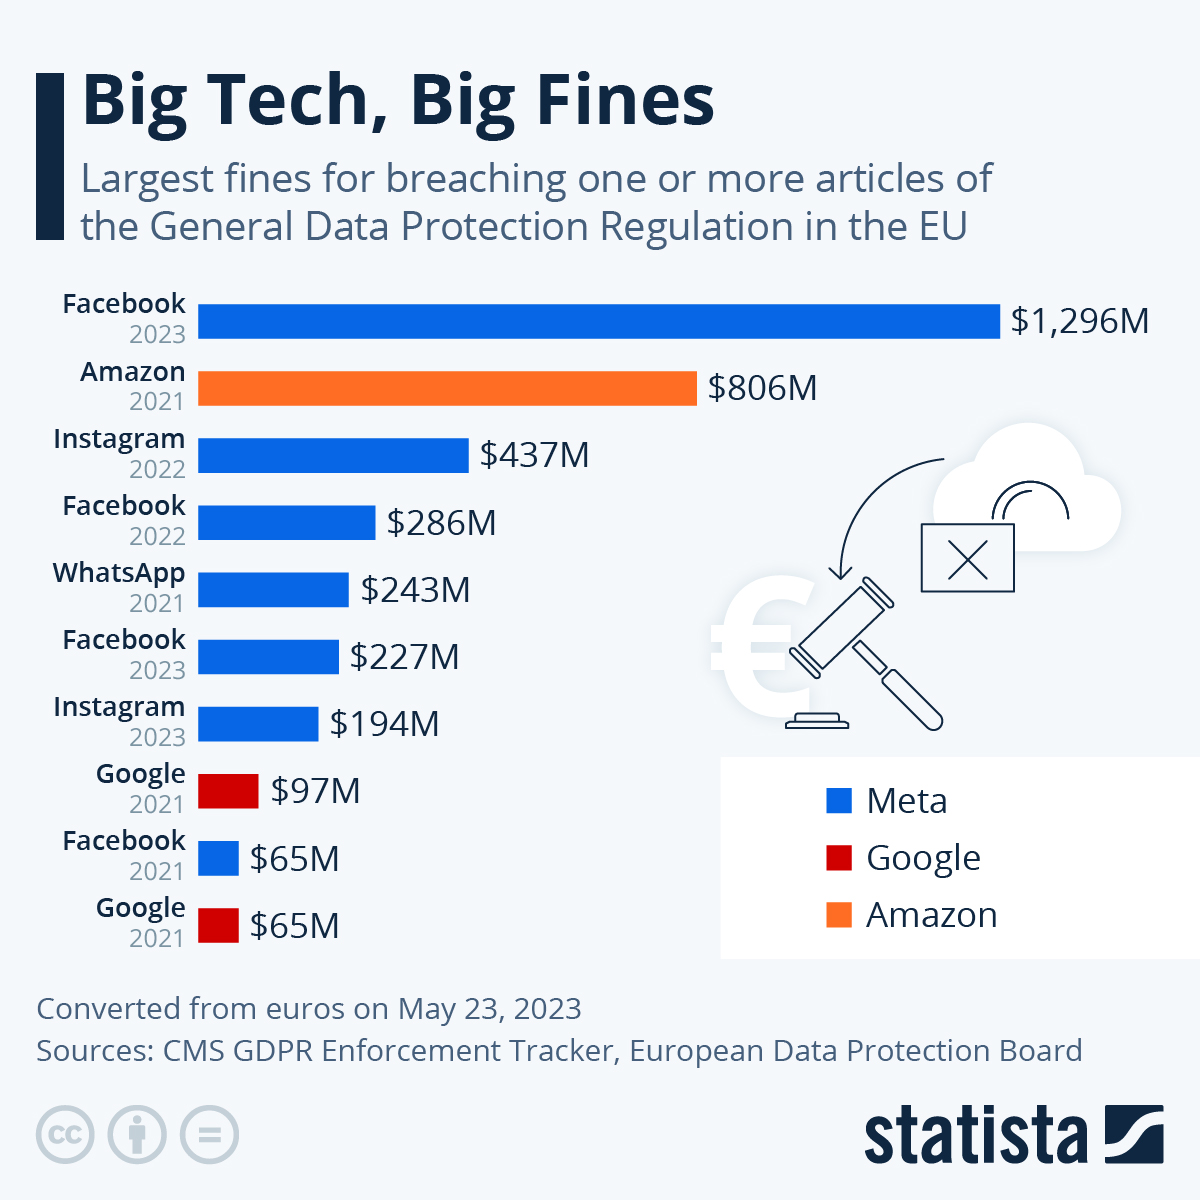 Big Tech, Big Fines
Largest fines for breaching one or more articles of
the General Data Protection Regulation in the EU
Facebook
2023
$1,296M
Amazon
2021
$806M
Instagram
2022
$437M
Facebook
2022
$286M
WhatsApp
2021
$243M
Facebook
2023
$227M
Instagram
2023
$194M
Google
2021
$97M
Facebook
2021
$65M
Google
2021
$65M
€
Meta
Google
Amazon
Converted from euros on May 23, 2023
Sources: CMS GDPR Enforcement Tracker, European Data Protection Board
cc
statista